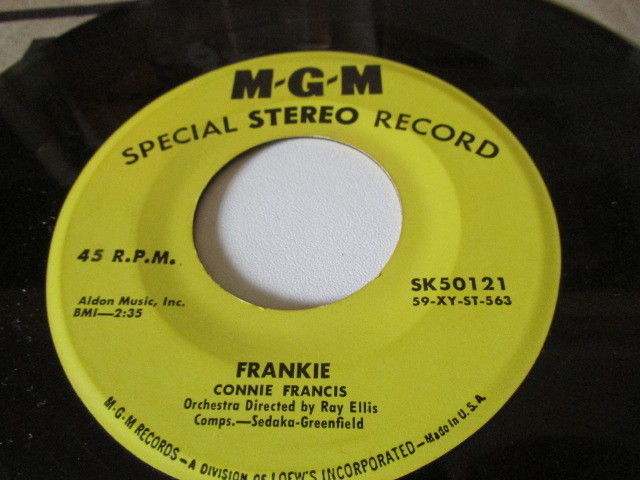 M-G-M
SPECIAL STEREO RECORD
45 R.P.M.
Aldon Music, Inc.
BMI—2:35
SK50121
59-XY-ST-563
FRANKIE
CONNIE FRANCIS
Orchestra Directed by Ray Ellis
Comps.—Sedaka-Greenfield
M-G-M RECORDS—A DIVISION OF LOEW'S INCORPORATED—Made in U.S.A.